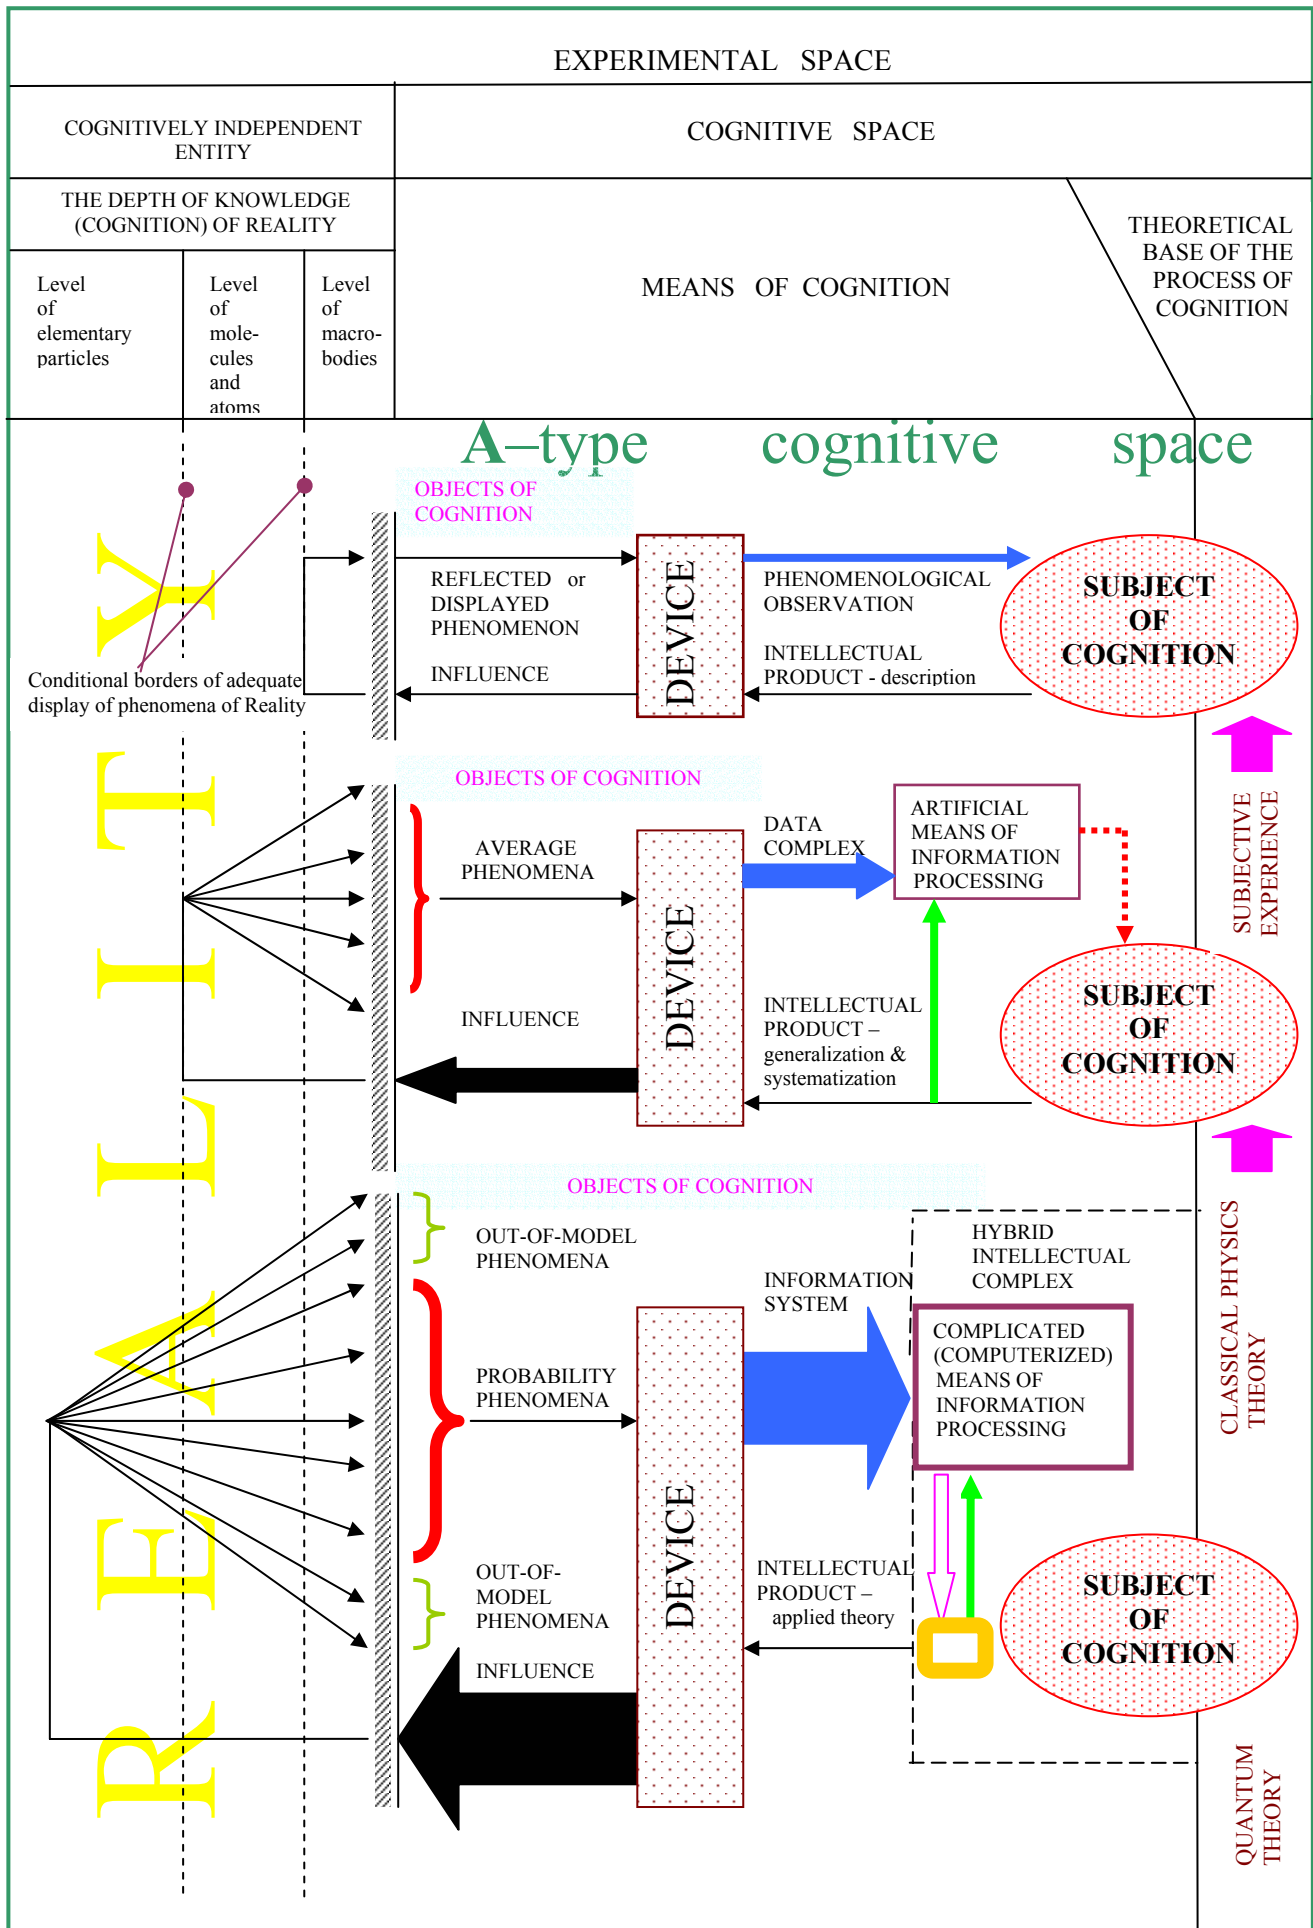 EXPERIMENTAL SPACE
COGNITIVELY INDEPENDENT
ENTITY
COGNITIVE SPACE
THE DEPTH OF KNOWLEDGE
(COGNITION) OF REALITY
MEANS OF COGNITION
THEORETICAL
BASE OF THE
PROCESS OF
COGNITION
Level
of
elementary
particles
Level
of
mole-
cules
and
atoms
Level
of
macro-
bodies
A–type cognitive space
OBJECTS OF
COGNITION
REFLECTED or
DISPLAYED
PHENOMENON
INFLUENCE
DEVICE
PHENOMENOLOGICAL
OBSERVATION
INTELLECTUAL
PRODUCT - description
SUBJECT
OF
COGNITION
Conditional borders of adequate
display of phenomena of Reality
REALITY
OBJECTS OF COGNITION
AVERAGE
PHENOMENA
INFLUENCE
DEVICE
DATA
COMPLEX
ARTIFICIAL
MEANS OF
INFORMATION
PROCESSING
INTELLECTUAL
PRODUCT –
generalization &
systematization
SUBJECT
OF
COGNITION
SUBJECTIVE
EXPERIENCE
OBJECTS OF COGNITION
OUT-OF-MODEL
PHENOMENA
PROBABILITY
PHENOMENA
OUT-OF-
MODEL
PHENOMENA
INFLUENCE
DEVICE
INFORMATION
SYSTEM
HYBRID
INTELLECTUAL
COMPLEX
COMPLICATED
(COMPUTERIZED)
MEANS OF
INFORMATION
PROCESSING
INTELLECTUAL
PRODUCT –
applied theory
SUBJECT
OF
COGNITION
CLASSICAL PHYSICS
THEORY
QUANTUM
THEORY